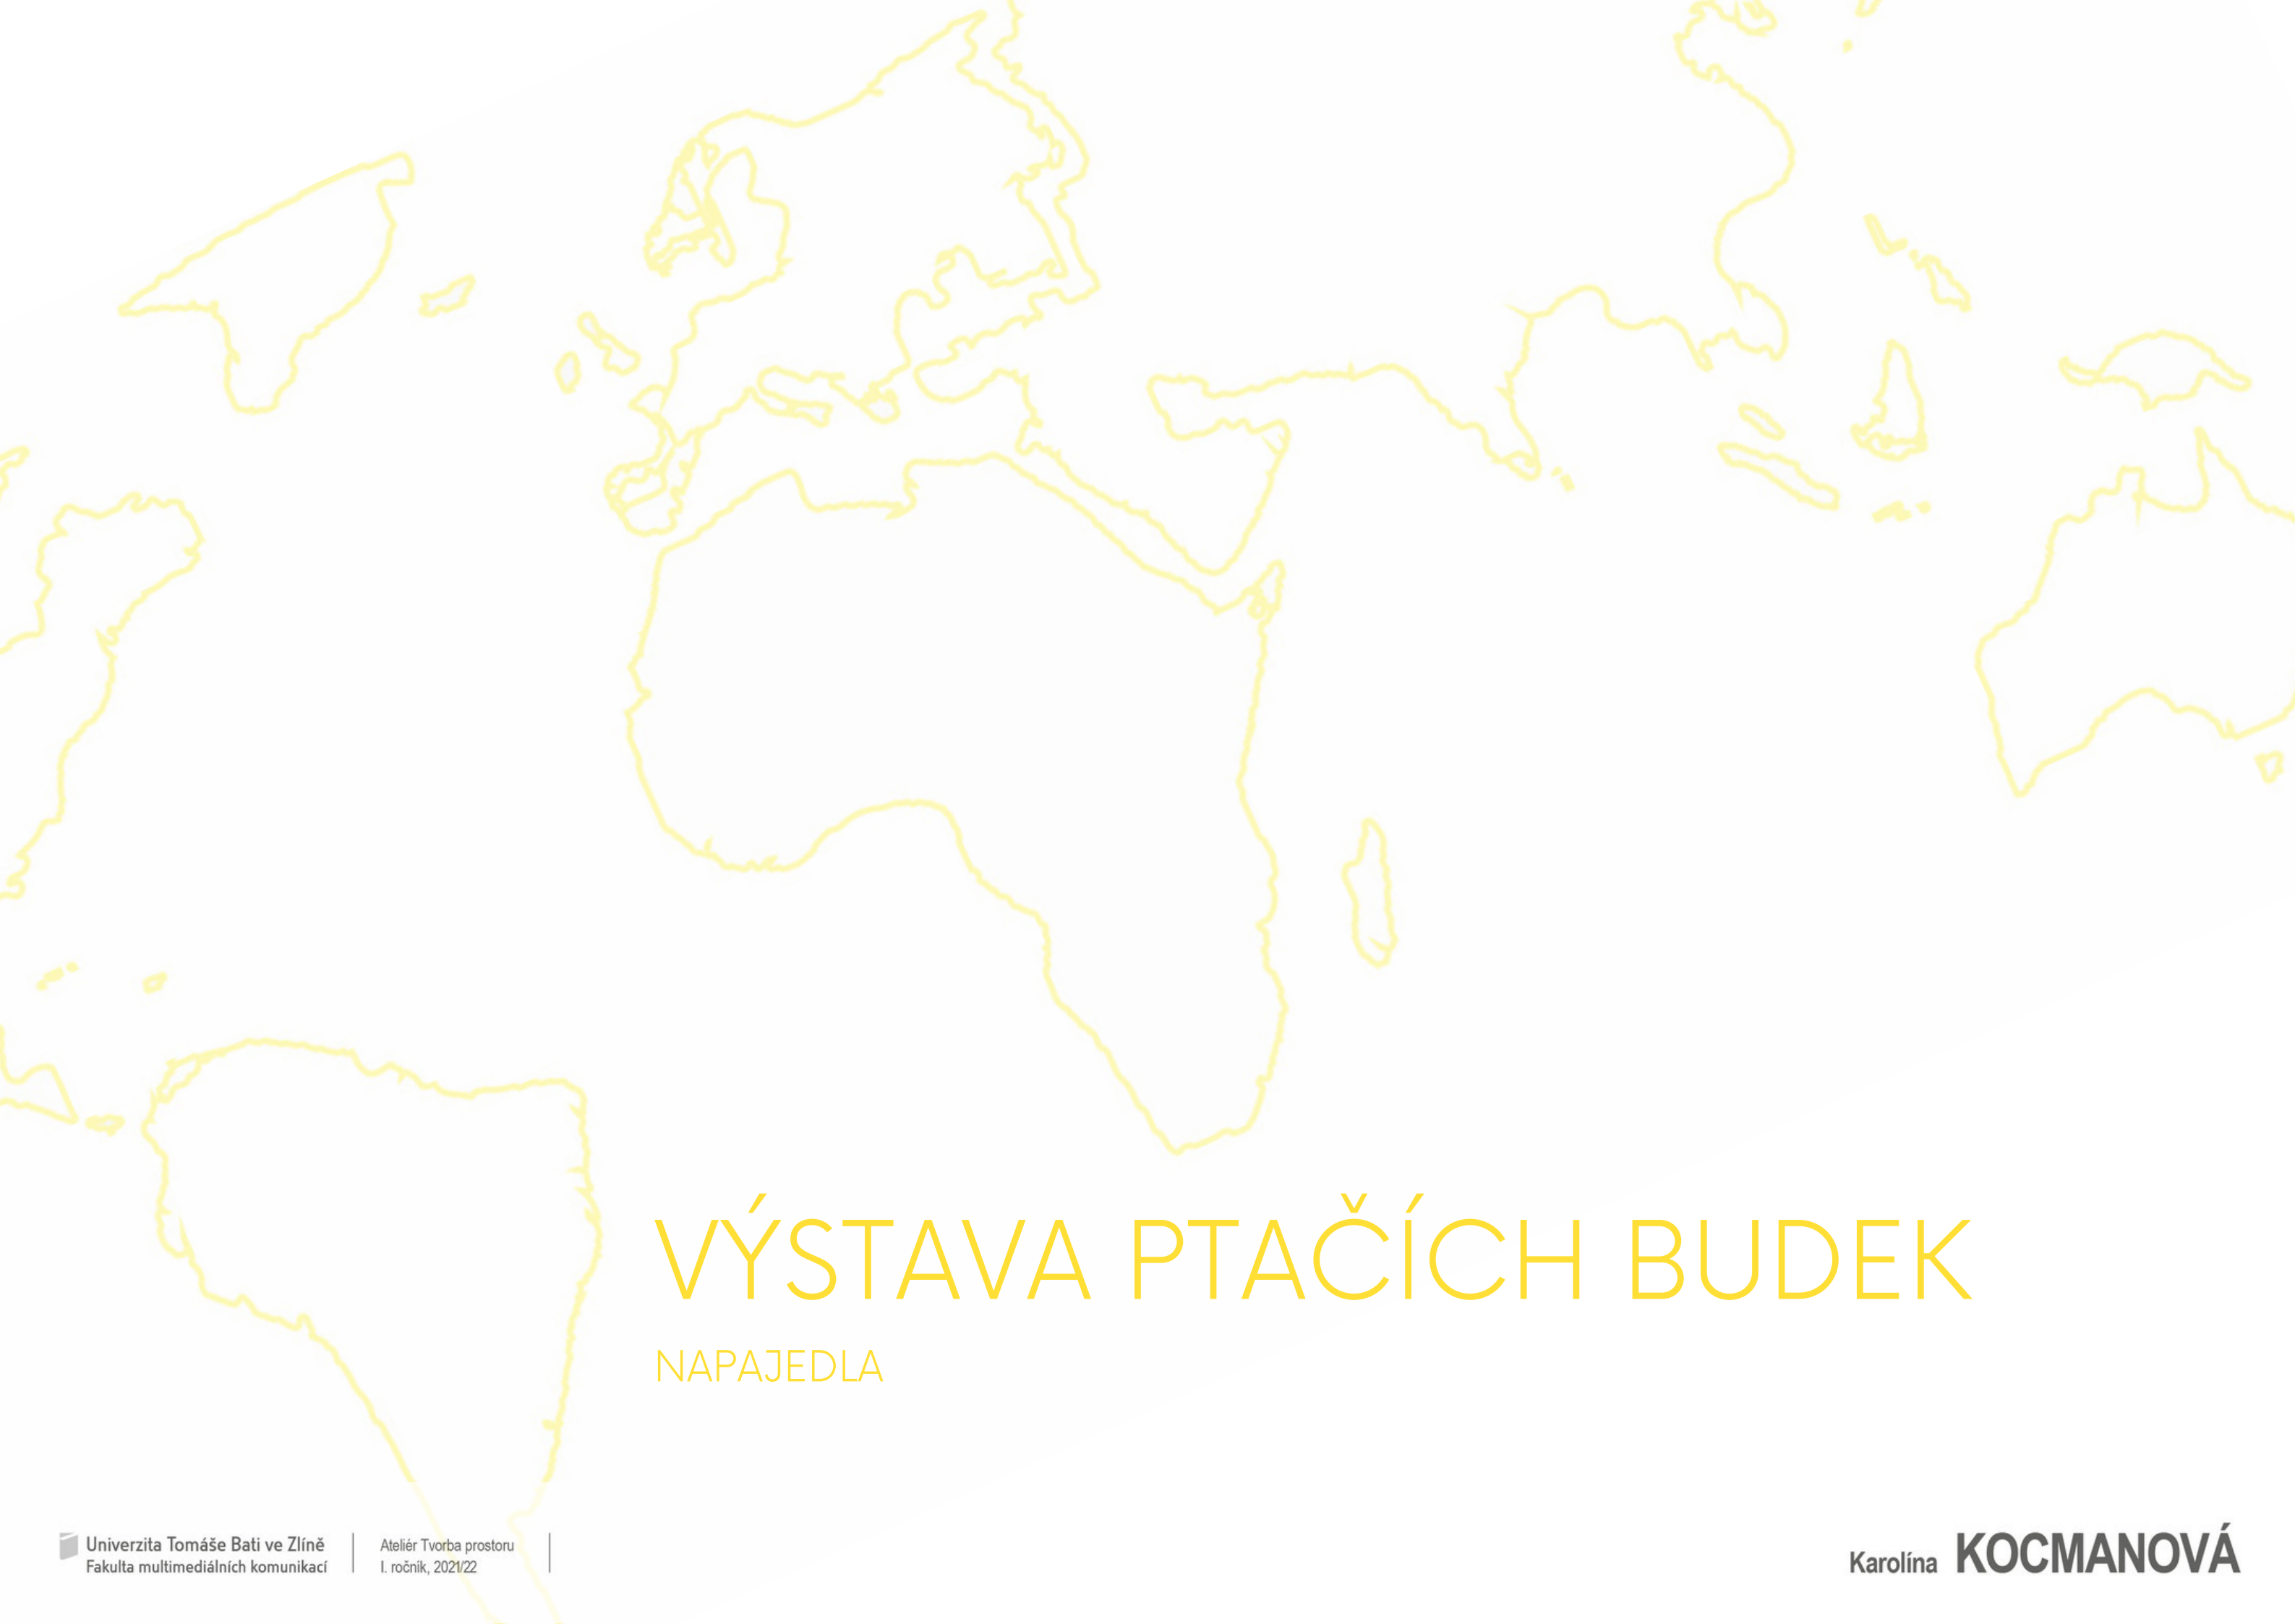 VÝSTAVA PTAČÍCH BUDEK
NAPAJEDLA
Univerzita Tomáše Bati ve Zlíně
Fakulta multimediálních komunikací
Ateliér Tvorba prostoru
I. ročník, 2021/22
Karolína KOCMANOVÁ